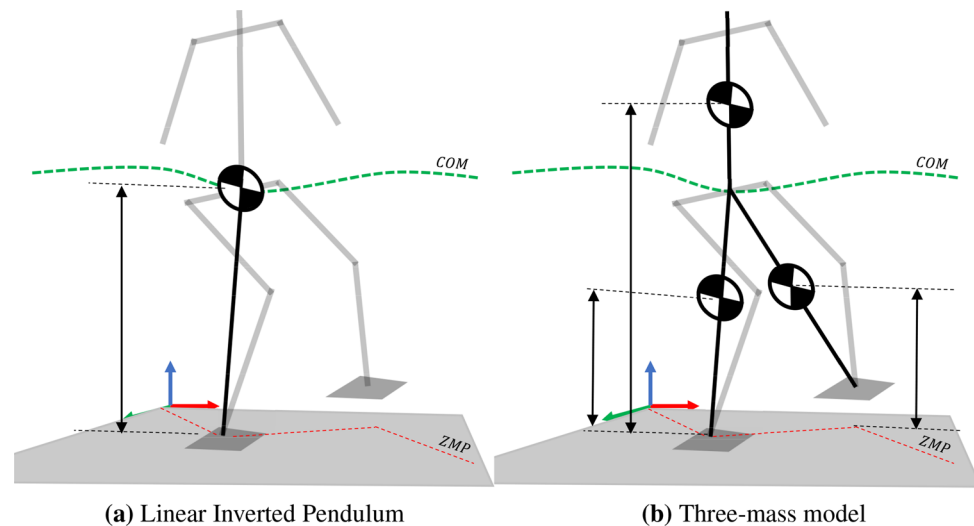 COM
COM
ZMP
ZMP
(a) Linear Inverted Pendulum
(b) Three-mass model